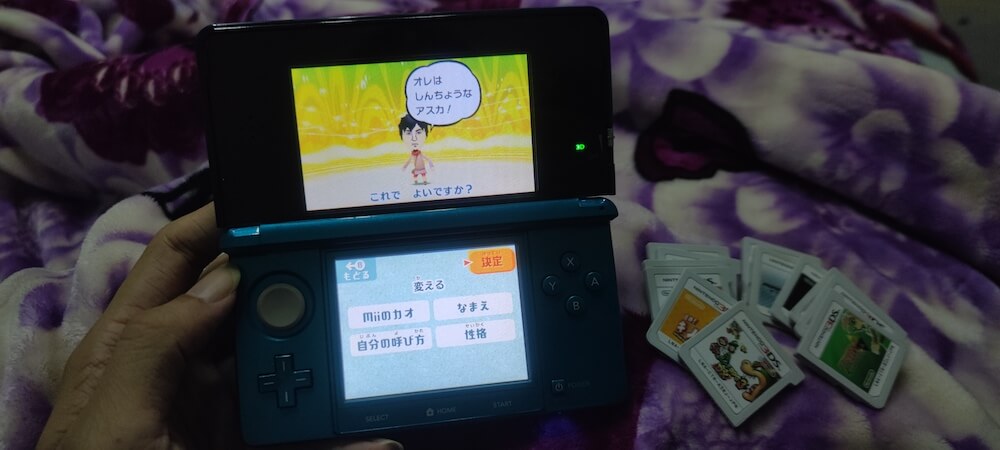 オレは
しんちょうな
アスカ！
これで よいですか？
もどる
決定
変える
Miiのカオ
なまえ
自分の呼び方
性格
X
Y
A
B
SELECT
HOME
START
POWER